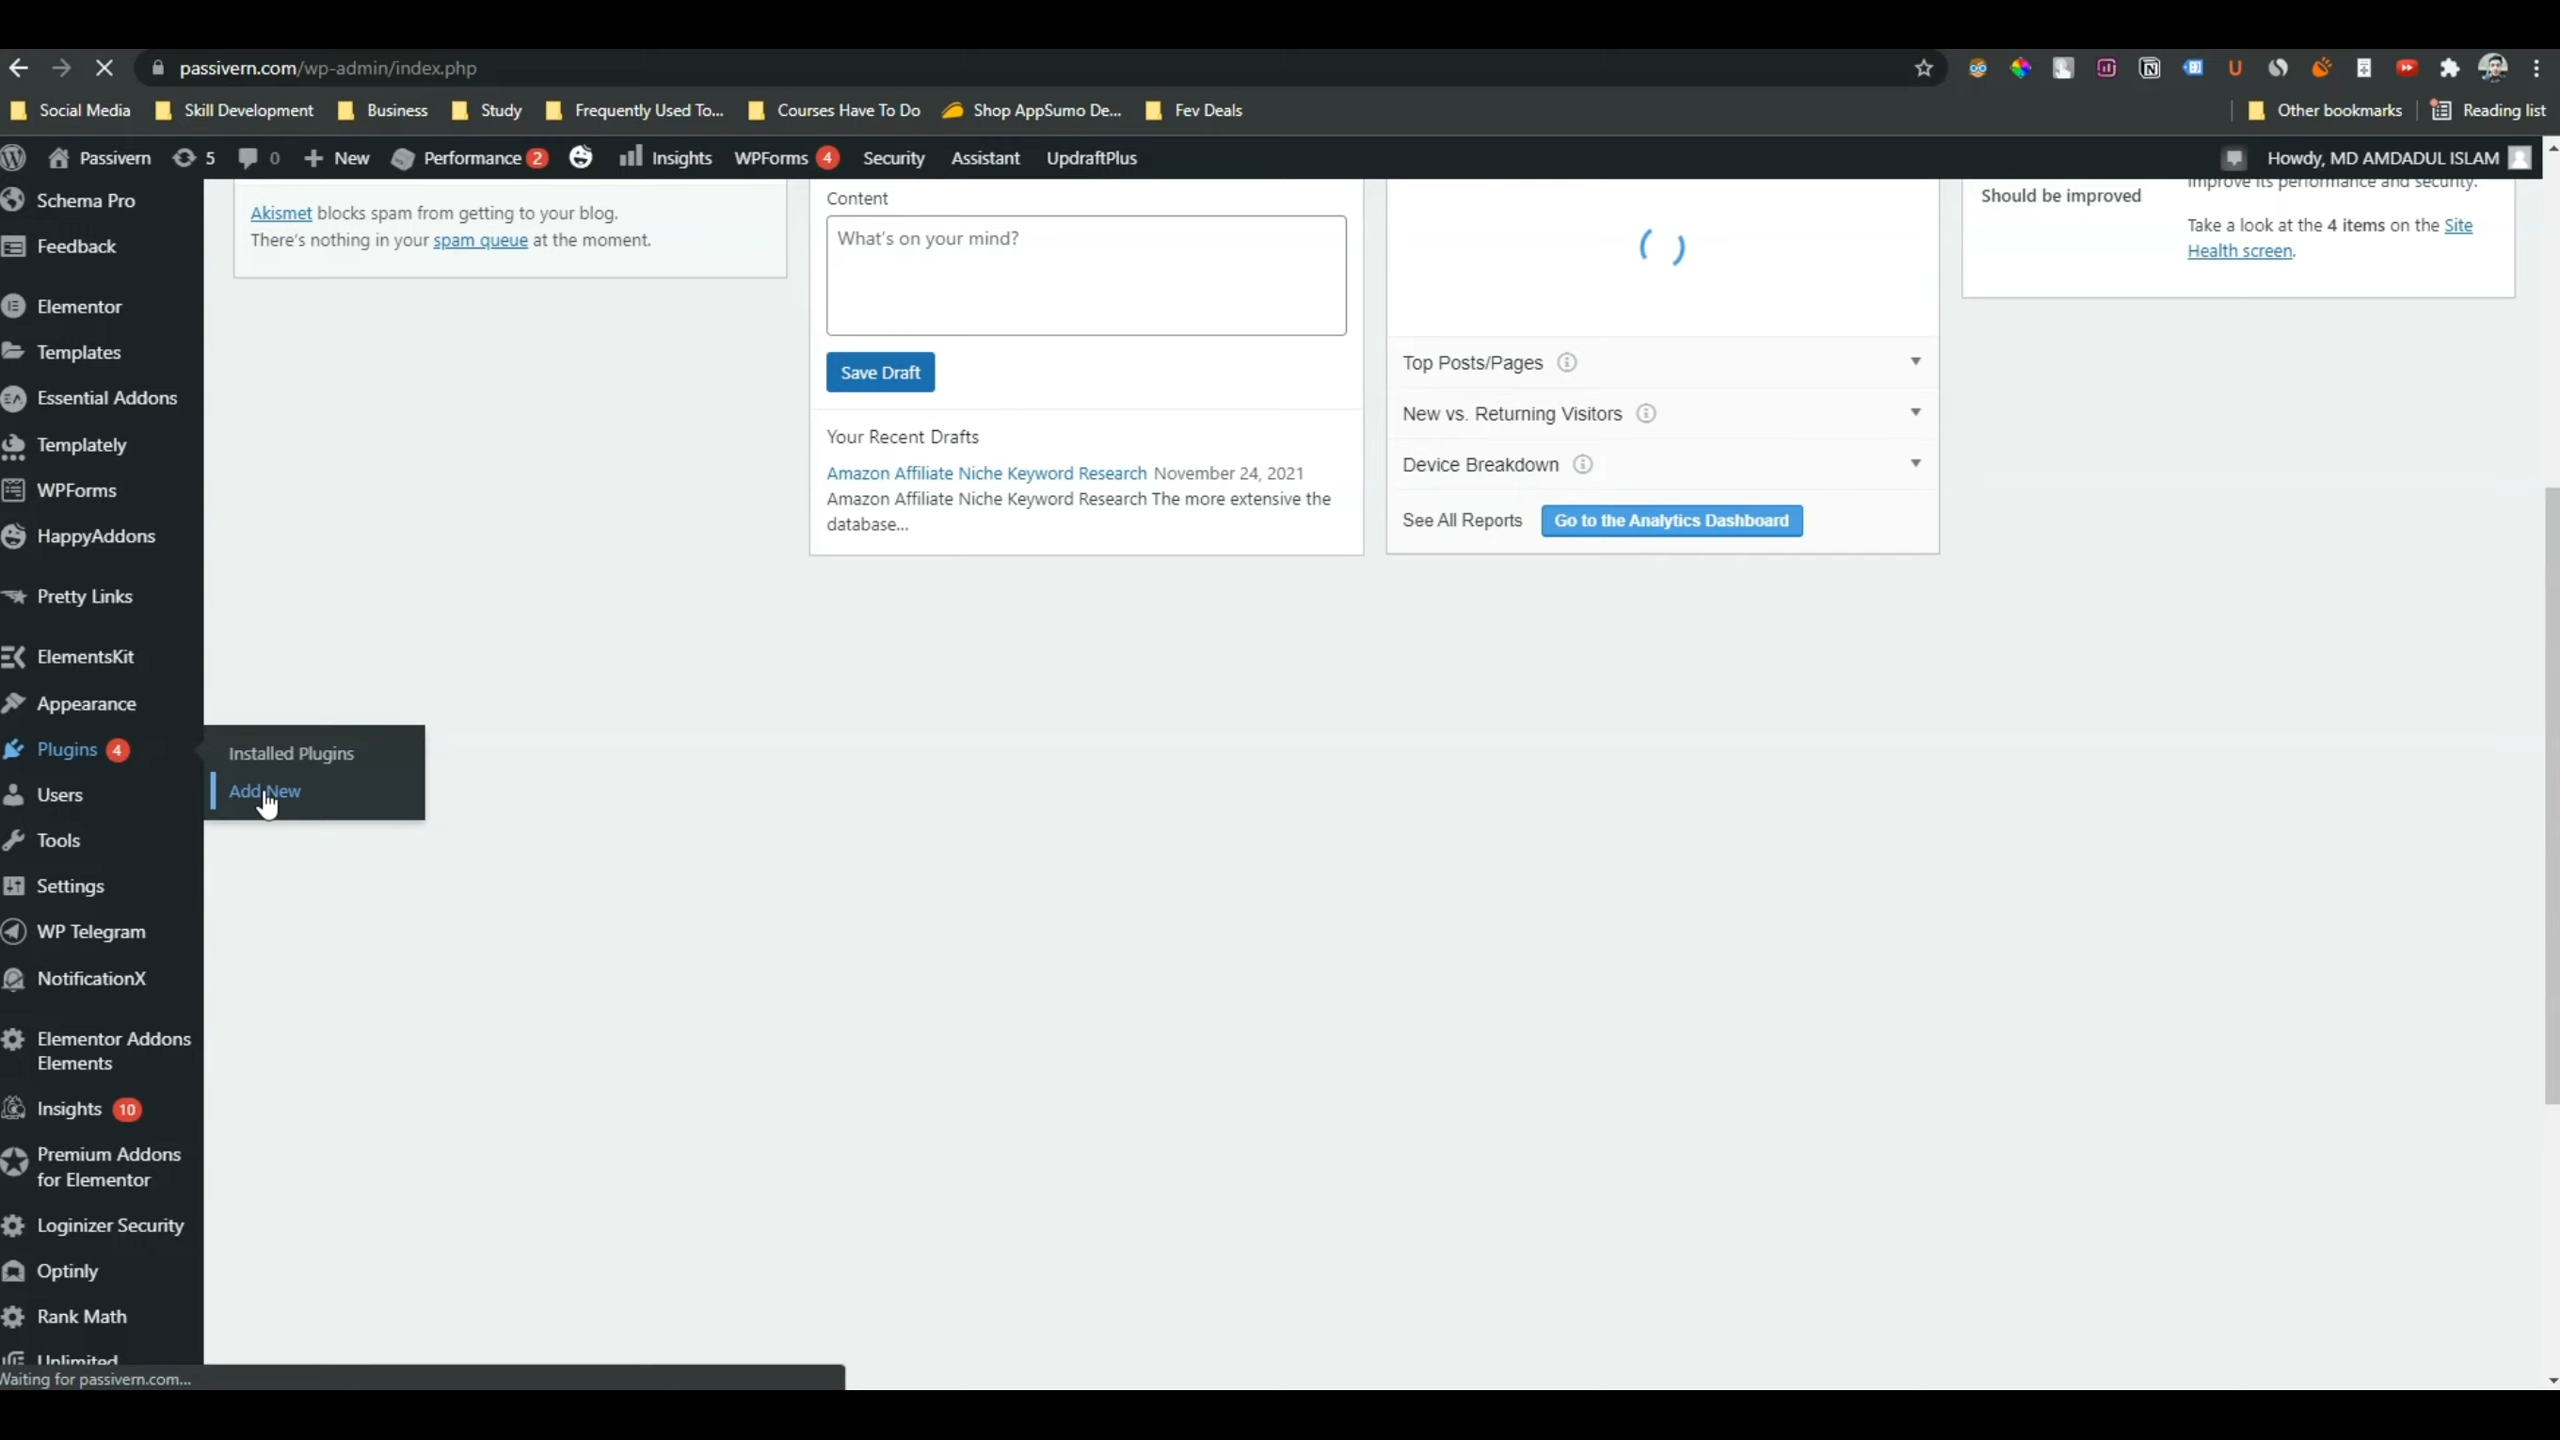 passivern.com/wp-admin/index.php
Social Media Skill Development Business Study Frequently Used To... Courses Have To Do Shop AppSumo De... Fev Deals Other bookmarks Reading list
Passivern 5 0 New Performance 2 Insights WPForms 4 Security Assistant UpdraftPlus Howdy, MD AMDADUL ISLAM
Schema Pro
Feedback
Elementor
Templates
Essential Addons
Templately
WPForms
HappyAddons
Pretty Links
ElementsKit
Appearance
Plugins 4
Installed Plugins
Add New
Users
Tools
Settings
WP Telegram
NotificationX
Elementor Addons
Elements
Insights 10
Premium Addons
for Elementor
Loginizer Security
Optinly
Rank Math
Unlimited
Waiting for passivern.com...
Akismet blocks spam from getting to your blog.
There's nothing in your spam queue at the moment.
Content
What's on your mind?
Save Draft
Your Recent Drafts
Amazon Affiliate Niche Keyword Research November 24, 2021
Amazon Affiliate Niche Keyword Research The more extensive the
database...
Top Posts/Pages
New vs. Returning Visitors
Device Breakdown
See All Reports Go to the Analytics Dashboard
Should be improved
improve its performance and security.
Take a look at the 4 items on the Site
Health screen.